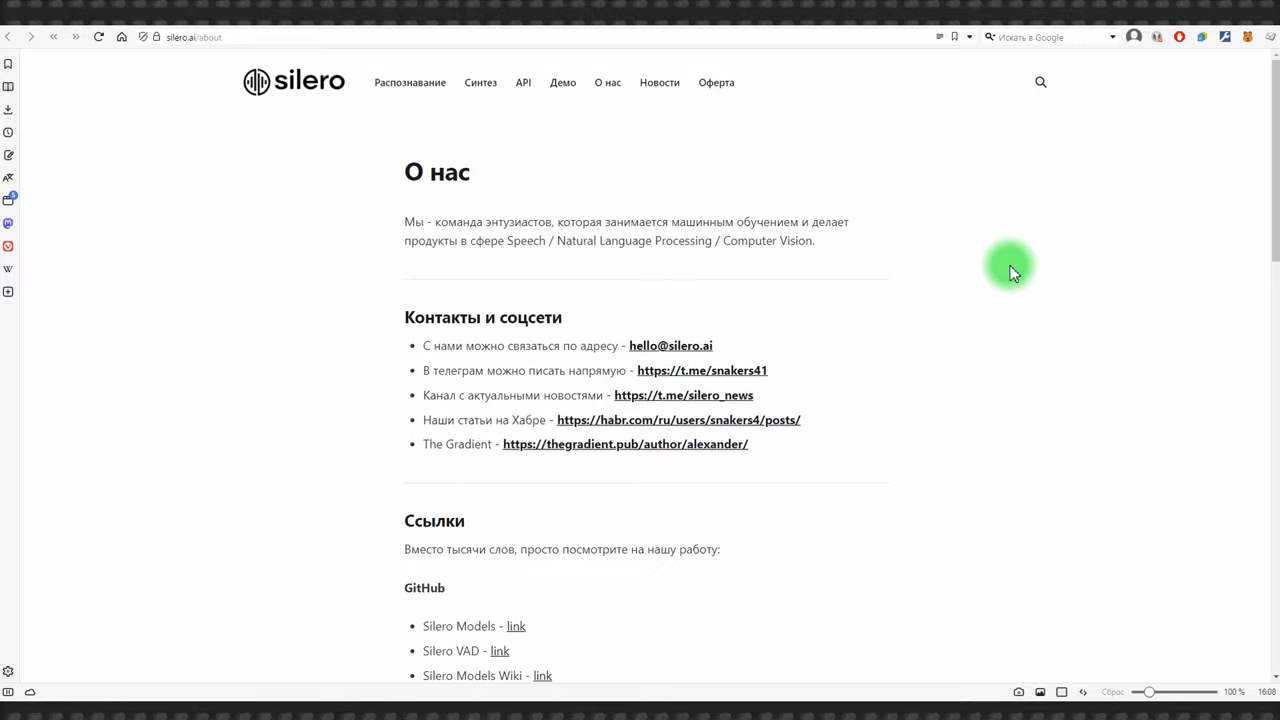 silero.ai/about
Искать в Google
silero
Распознавание Синтез API Демо О нас Новости Оферта
О нас
Мы - команда энтузиастов, которая занимается машинным обучением и делает
продукты в сфере Speech / Natural Language Processing / Computer Vision.
Контакты и соцсети
С нами можно связаться по адресу - hello@silero.ai
В телеграм можно писать напрямую - https://t.me/snakers41
Канал с актуальными новостями - https://t.me/silero_news
Наши статьи на Хабре - https://habr.com/ru/users/snakers4/posts/
The Gradient - https://thegradient.pub/author/alexander/
Ссылки
Вместо тысячи слов, просто посмотрите на нашу работу:
GitHub
Silero Models - link
Silero VAD - link
Silero Models Wiki - link
Сброс 100 % 16:08